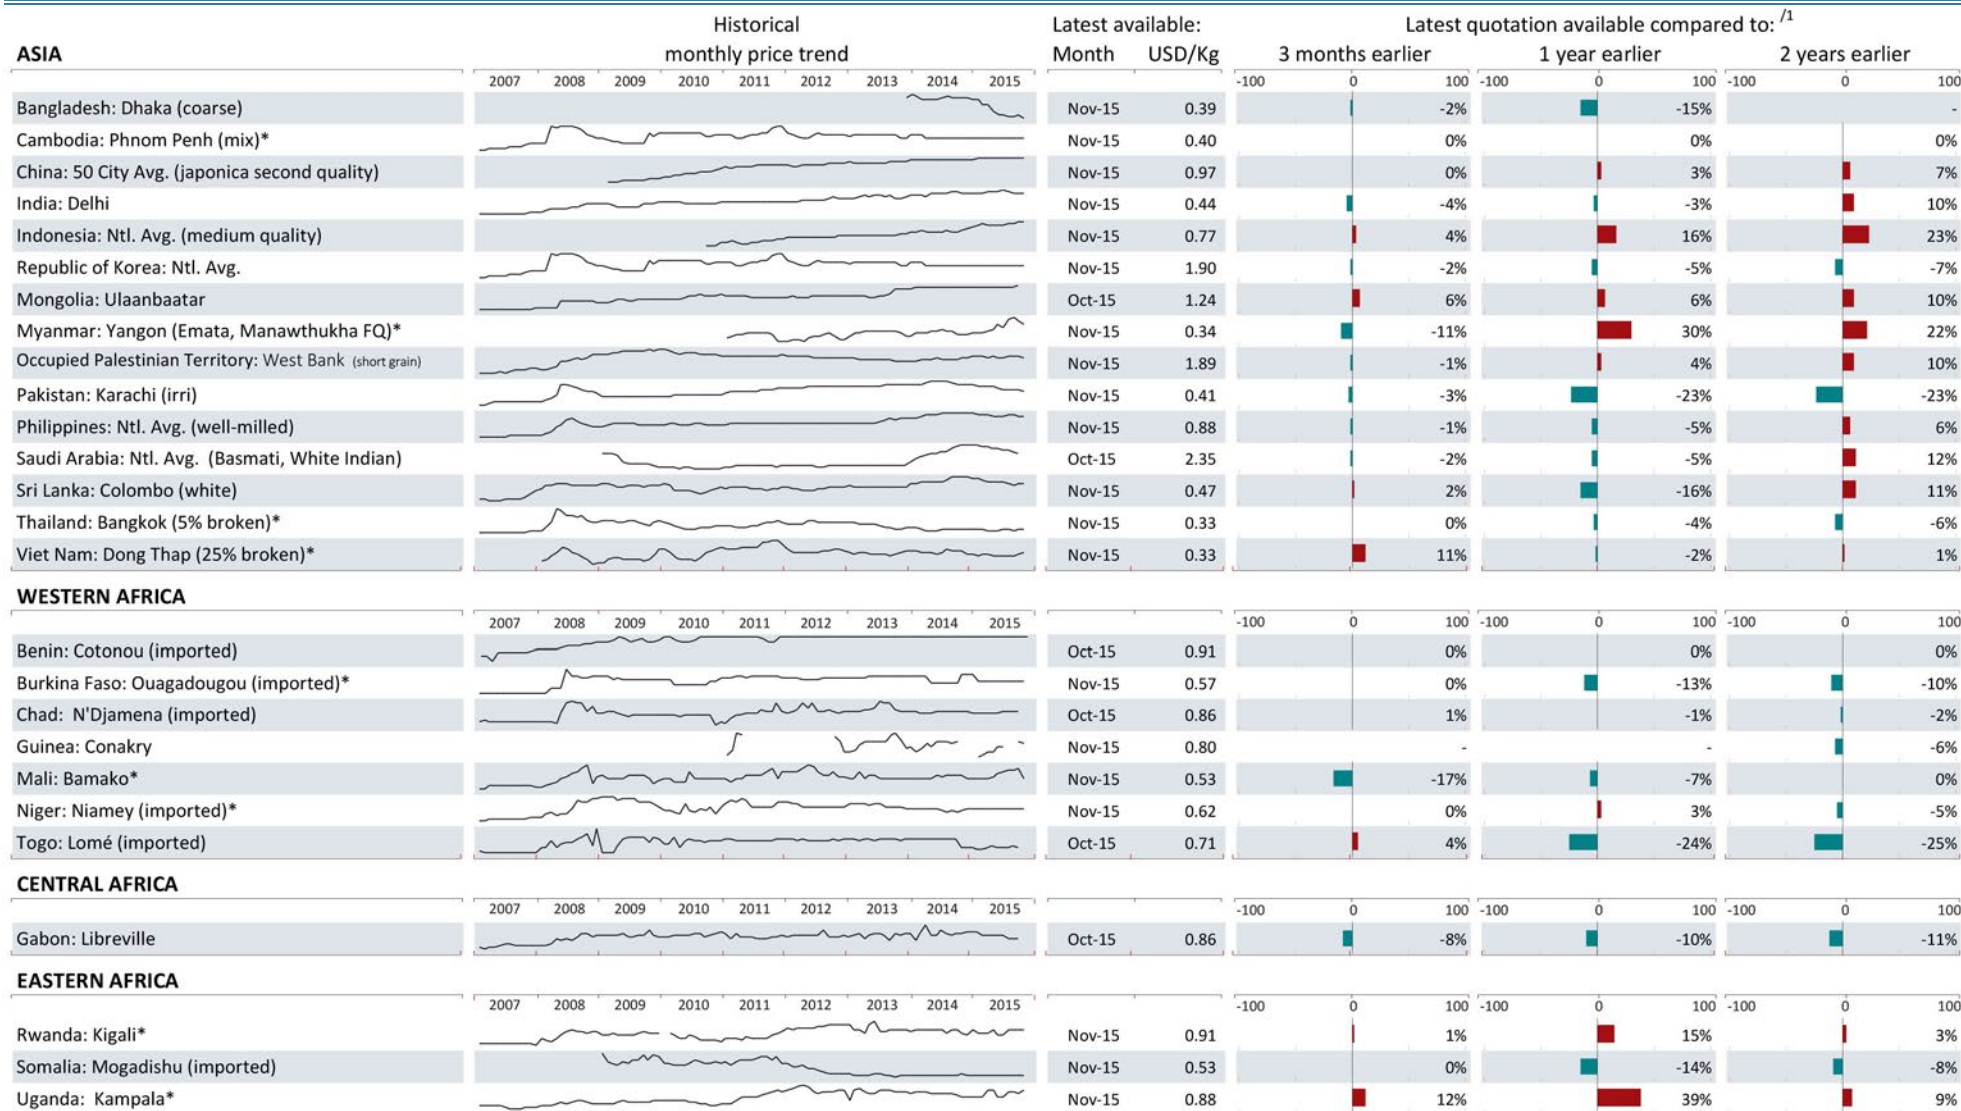 Historical Latest available: Latest quotation available compared to: /1
ASIA monthly price trend Month USD/Kg 3 months earlier 1 year earlier 2 years earlier
2007 2008 2009 2010 2011 2012 2013 2014 2015 -100 0 100 -100 0 100 -100 0 100
Bangladesh: Dhaka (coarse) Nov-15 0.39 -2% -15% -
Cambodia: Phnom Penh (mix)* Nov-15 0.40 0% 0% 0%
China: 50 City Avg. (japonica second quality) Nov-15 0.97 0% 3% 7%
India: Delhi Nov-15 0.44 -4% -3% 10%
Indonesia: Ntl. Avg. (medium quality) Nov-15 0.77 4% 16% 23%
Republic of Korea: Ntl. Avg. Nov-15 1.90 -2% -5% -7%
Mongolia: Ulaanbaatar Oct-15 1.24 6% 6% 10%
Myanmar: Yangon (Emata, Manawthukha FQ)* Nov-15 0.34 -11% 30% 22%
Occupied Palestinian Territory: West Bank (short grain) Nov-15 1.89 -1% 4% 10%
Pakistan: Karachi (irri) Nov-15 0.41 -3% -23% -23%
Philippines: Ntl. Avg. (well-milled) Nov-15 0.88 -1% -5% 6%
Saudi Arabia: Ntl. Avg. (Basmati, White Indian) Oct-15 2.35 -2% -5% 12%
Sri Lanka: Colombo (white) Nov-15 0.47 2% -16% 11%
Thailand: Bangkok (5% broken)* Nov-15 0.33 0% -4% -6%
Viet Nam: Dong Thap (25% broken)* Nov-15 0.33 11% -2% 1%
WESTERN AFRICA
2007 2008 2009 2010 2011 2012 2013 2014 2015 -100 0 100 -100 0 100 -100 0 100
Benin: Cotonou (imported) Oct-15 0.91 0% 0% 0%
Burkina Faso: Ouagadougou (imported)* Nov-15 0.57 0% -13% -10%
Chad: N'Djamena (imported) Oct-15 0.86 1% -1% -2%
Guinea: Conakry Nov-15 0.80 - - -6%
Mali: Bamako* Nov-15 0.53 -17% -7% 0%
Niger: Niamey (imported)* Nov-15 0.62 0% 3% -5%
Togo: Lomé (imported) Oct-15 0.71 4% -24% -25%
CENTRAL AFRICA
2007 2008 2009 2010 2011 2012 2013 2014 2015 -100 0 100 -100 0 100 -100 0 100
Gabon: Libreville Oct-15 0.86 -8% -10% -11%
EASTERN AFRICA
2007 2008 2009 2010 2011 2012 2013 2014 2015 -100 0 100 -100 0 100 -100 0 100
Rwanda: Kigali* Nov-15 0.91 1% 15% 3%
Somalia: Mogadishu (imported) Nov-15 0.53 0% -14% -8%
Uganda: Kampala* Nov-15 0.88 12% 39% 9%